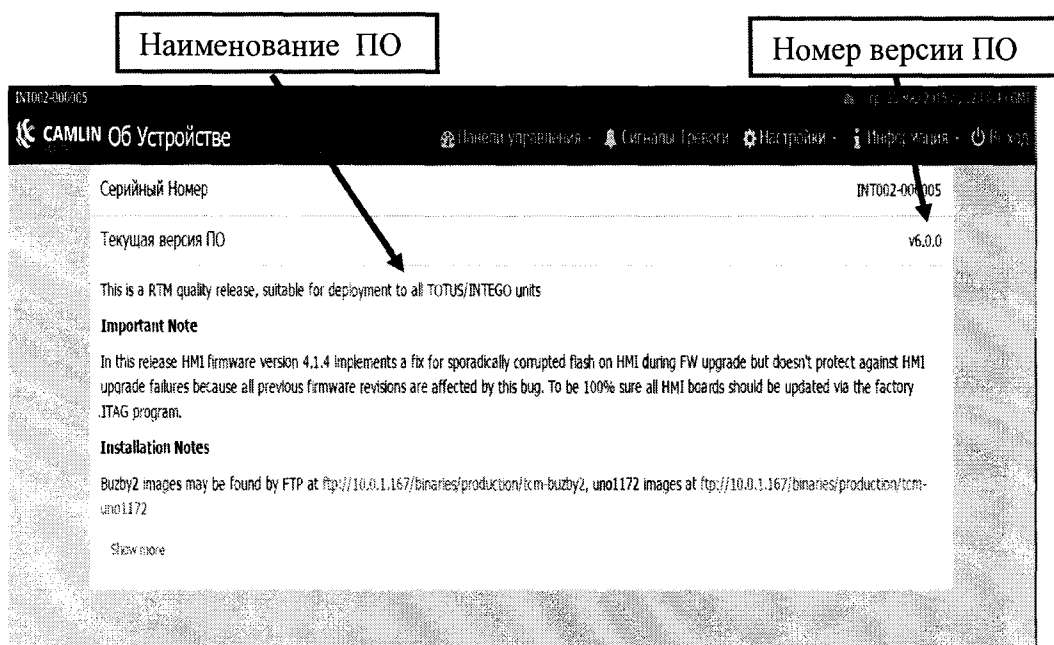 Наименование ПО
Номер версии ПО
INT002-000005
CAMLIN Об Устройстве
Панели управления Сигналы Тревоги Настройки Информация Выход
Серийный Номер INT002-000005
Текущая версия ПО v6.0.0
This is a RTM quality release, suitable for deployment to all TOTUS/INTEGO units
Important Note
In this release HMI firmware version 4.1.4 implements a fix for sporadically corrupted flash on HMI during FW upgrade but doesn't protect against HMI
upgrade failures because all previous firmware revisions are affected by this bug. To be 100% sure all HMI boards should be updated via the factory
JTAG program.
Installation Notes
Buzby2 images may be found by FTP at ftp://10.0.1.167/binaries/production/tcm-buzby2, uno1172 images at ftp://10.0.1.167/binaries/production/tcm-
uno1172
Show more